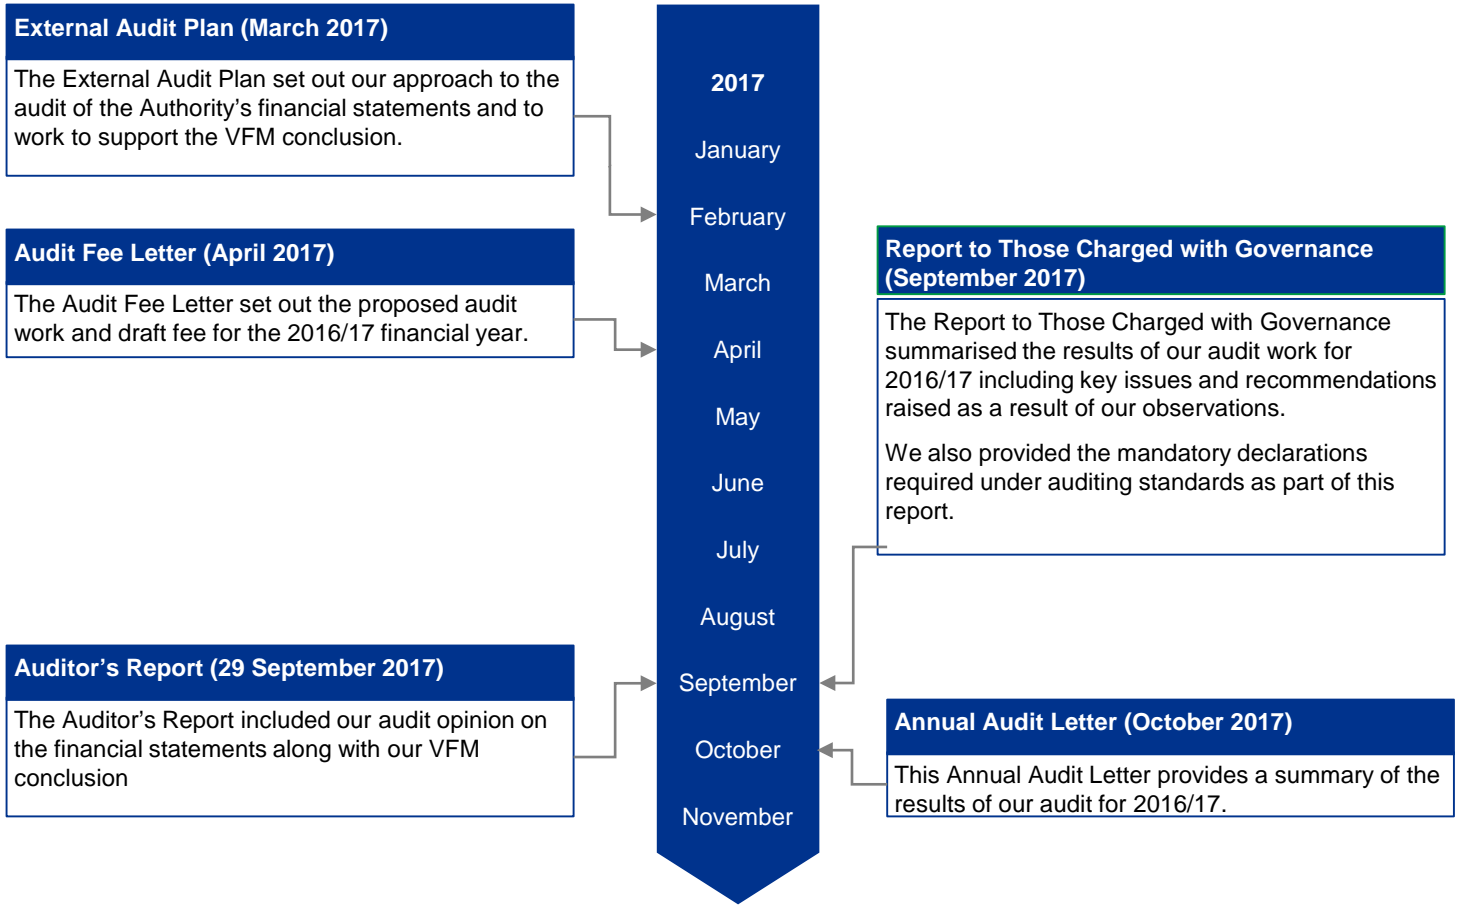 External Audit Plan (March 2017)
The External Audit Plan set out our approach to the
audit of the Authority’s financial statements and to
work to support the VFM conclusion.
Audit Fee Letter (April 2017)
The Audit Fee Letter set out the proposed audit
work and draft fee for the 2016/17 financial year.
Auditor’s Report (29 September 2017)
The Auditor’s Report included our audit opinion on
the financial statements along with our VFM
conclusion
2017
January
February
March
April
May
June
July
August
September
October
November
Report to Those Charged with Governance
(September 2017)
The Report to Those Charged with Governance
summarised the results of our audit work for
2016/17 including key issues and recommendations
raised as a result of our observations.
We also provided the mandatory declarations
required under auditing standards as part of this
report.
Annual Audit Letter (October 2017)
This Annual Audit Letter provides a summary of the
results of our audit for 2016/17.